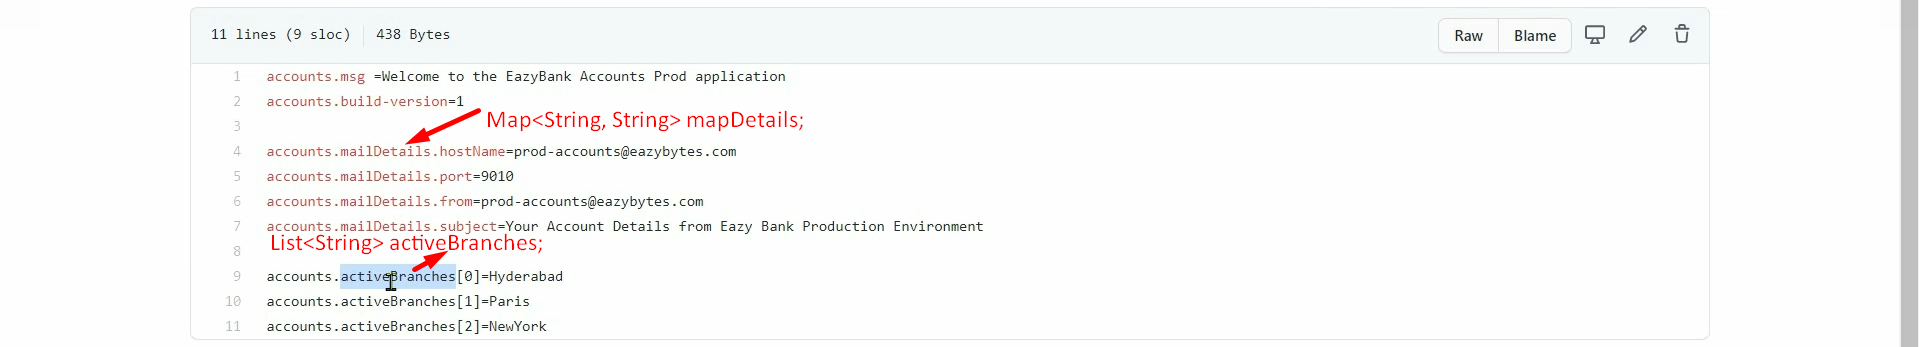 11 lines (9 sloc) 438 Bytes Raw Blame
1 accounts.msg =Welcome to the EazyBank Accounts Prod application
2 accounts.build-version=1
Map<String, String> mapDetails;
3
4 accounts.mailDetails.hostName=prod-accounts@eazybytes.com
5 accounts.mailDetails.port=9010
6 accounts.mailDetails.from=prod-accounts@eazybytes.com
7 accounts.mailDetails.subject=Your Account Details from Eazy Bank Production Environment
List<String> activeBranches;
8
9 accounts.activeBranches[0]=Hyderabad
10 accounts.activeBranches[1]=Paris
11 accounts.activeBranches[2]=NewYork